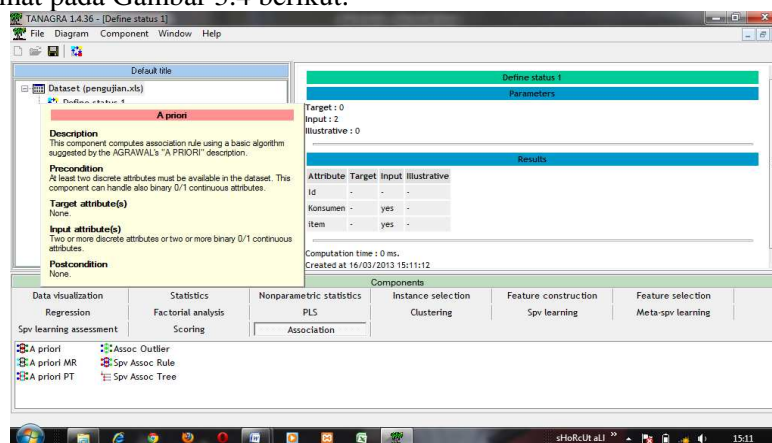 mat pada Gambar 3.4 berikut.
TANAGRA 1.4.36 - [Define status 1]
File Diagram Component Window Help
Default title
Dataset (pengujian.xls)
Define status 1
A priori
Description
This component computes association rule using a basic algorithm
suggested by the AGRAWAL's "A PRIORI" description.
Precondition
At least two discrete attributes must be available in the dataset. This
component can handle also binary 0/1 continuous attributes.
Target attribute(s)
None.
Input attribute(s)
Two or more discrete attributes or two or more binary 0/1 continuous
attributes.
Postcondition
None.
Define status 1
Parameters
Target : 0
Input : 2
Illustrative : 0
Results
Attribute Target Input Illustrative
Id - - -
Konsumen - yes -
item - yes -
Computation time : 0 ms.
Created at 16/03/2013 15:11:12
Components
Data visualization Statistics Nonparametric statistics Instance selection Feature construction Feature selection
Regression Factorial analysis PLS Clustering Spv learning Meta-spv learning
Spv learning assessment Scoring Association
A priori Assoc Outlier
A priori MR Spv Assoc Rule
A priori PT Spv Assoc Tree
sHoRcUt aLI » 15:11